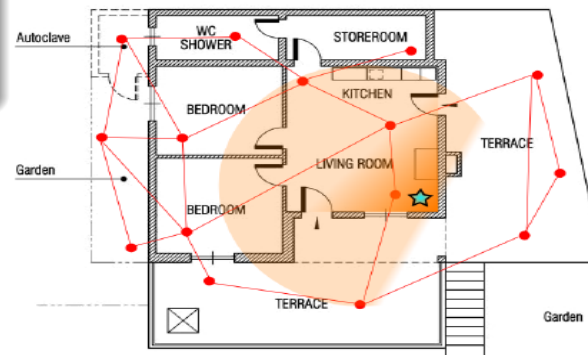 Autoclave
WC
SHOWER
STOREROOM
KITCHEN
BEDROOM
TERRACE
LIVING ROOM
Garden
BEDROOM
TERRACE
Garden